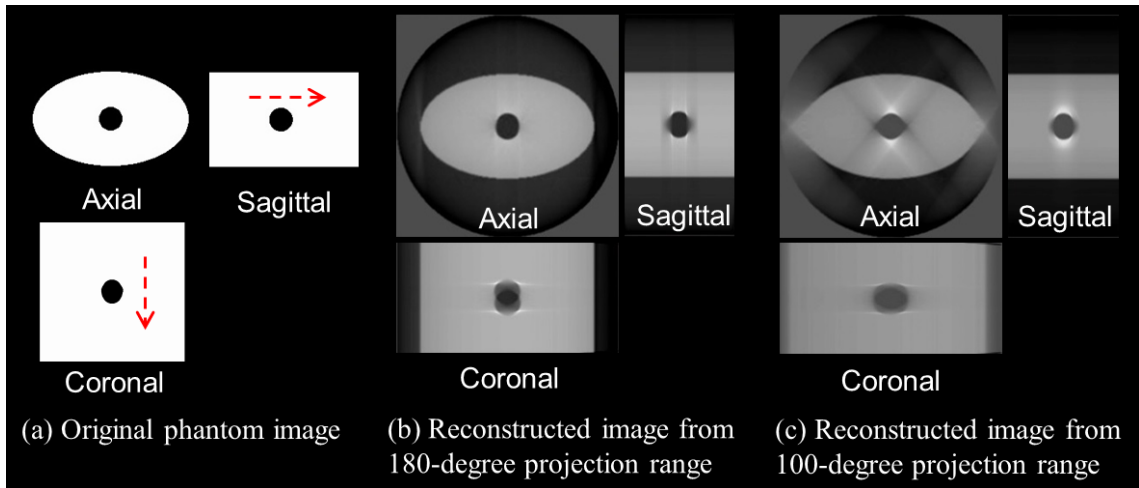 Axial
Sagittal
Coronal
(a) Original phantom image
Axial
Sagittal
Coronal
(b) Reconstructed image from
180-degree projection range
Axial
Sagittal
Coronal
(c) Reconstructed image from
100-degree projection range